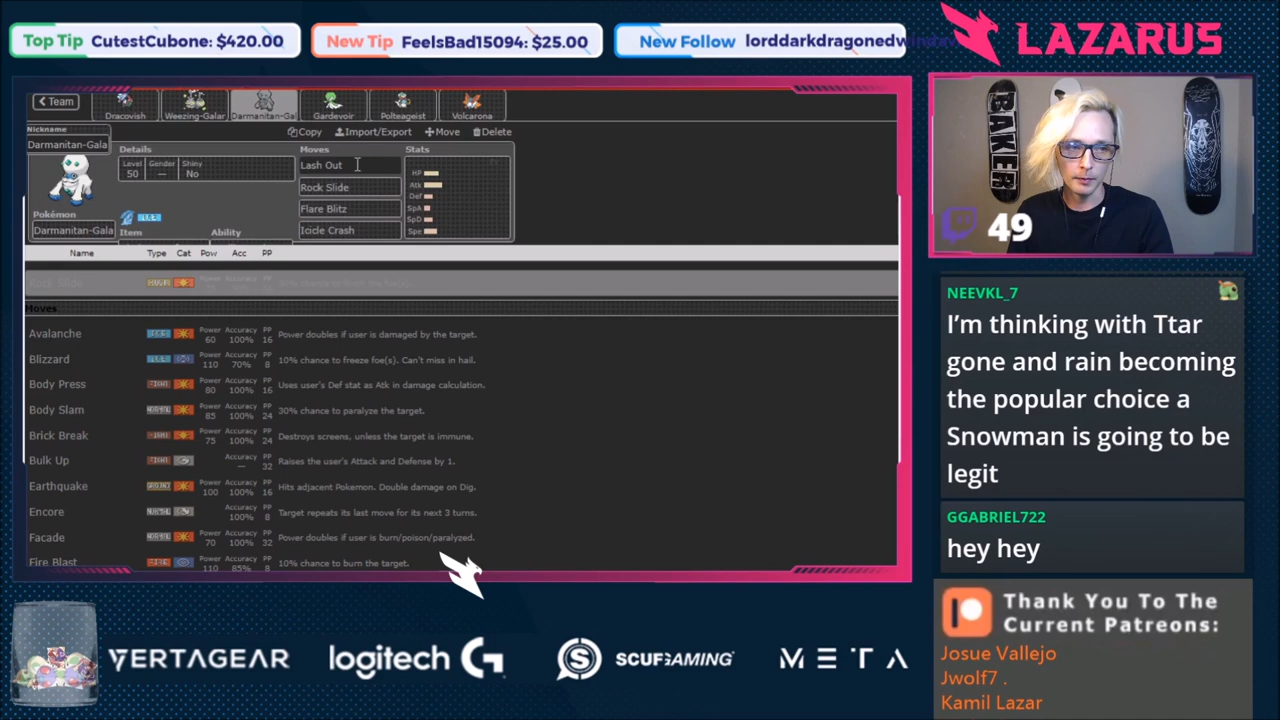 Top Tip CutestCubone: $420.00
New Tip FeelsBad15094: $25.00
New Follow lorddarkdragonedw
LAZARUS
Team
Dracovish
Weezing-Galar
Darmanitan-Ga
Gardevoir
Polteageist
Volcarona
Copy Import/Export Move Delete
Nickname
Darmanitan-Gala
Details
Level Gender Shiny
50 — No
Moves
Lash Out
Rock Slide
Flare Blitz
Icicle Crash
Stats
HP
Atk
Def
SpA
SpD
Spe
Pokémon
Darmanitan-Gala
Item
Ability
Name Type Cat Pow Acc PP
Rock Slide
Moves
Avalanche Power 60 Accuracy 100% PP 16 Power doubles if user is damaged by the target.
Blizzard Power 110 Accuracy 70% PP 8 10% chance to freeze foe(s). Can't miss in hail.
Body Press Power 80 Accuracy 100% PP 16 Uses user's Def stat as Atk in damage calculation.
Body Slam NORMAL Power 85 Accuracy 100% PP 24 30% chance to paralyze the target.
Brick Break Power 75 Accuracy 100% PP 24 Destroys screens, unless the target is immune.
Bulk Up Accuracy — PP 32 Raises the user's Attack and Defense by 1.
Earthquake GROUND Power 100 Accuracy 100% PP 16 Hits adjacent Pokemon. Double damage on Dig.
Encore NORMAL Accuracy 100% PP 8 Target repeats its last move for its next 3 turns.
Facade NORMAL Power 70 Accuracy 100% PP 32 Power doubles if user is burn/poison/paralyzed.
Fire Blast FIRE Power 110 Accuracy 85% PP 8 10% chance to burn the target.
BAKER
49
NEEVKL_7
I'm thinking with Ttar
gone and rain becoming
the popular choice a
Snowman is going to be
legit
GGABRIEL722
hey hey
Thank You To The
Current Patreons:
Josue Vallejo
Jwolf7 .
Kamil Lazar
VERTAGEAR
logitech G
SCUF GAMING
META